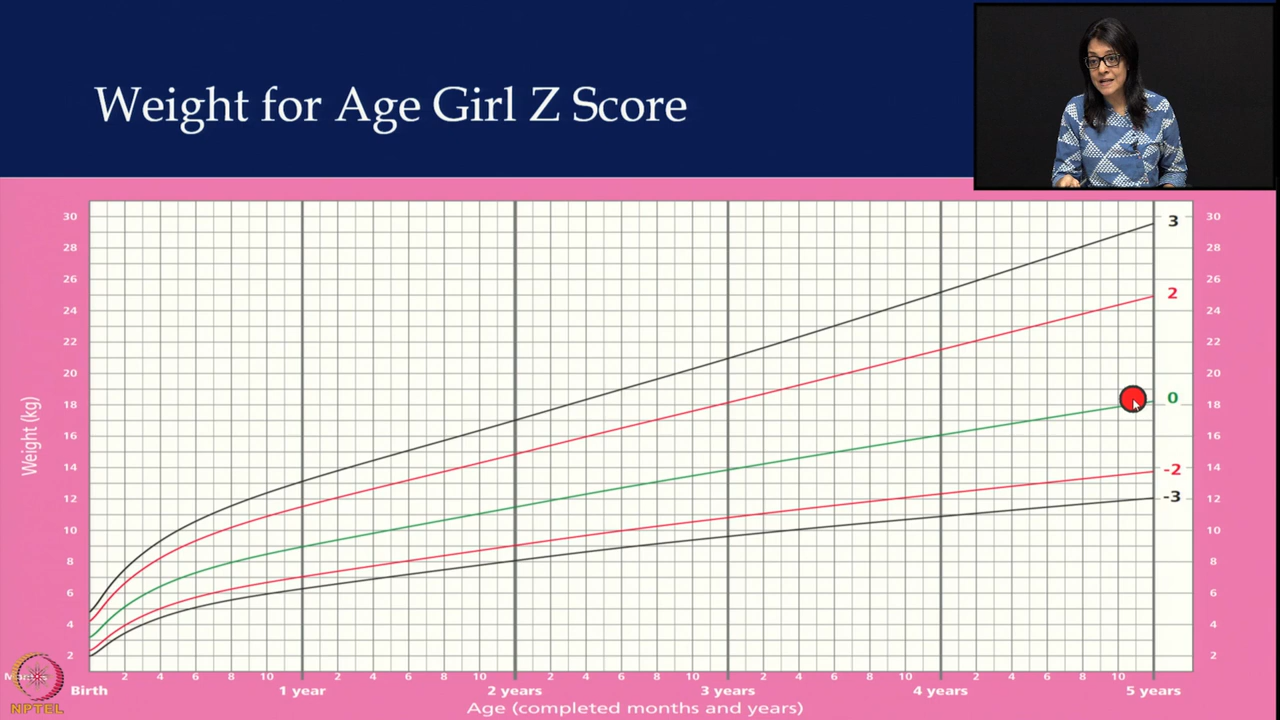 Weight for Age Girl Z Score
30 3 30
28 28
26 26
2
24 24
22 22
20 20
0
18 18
16 16
14 -2 14
12 -3 12
10 10
8 8
6 6
4 4
2 2
Weight (kg)
2 4 6 8 10 2 4 6 8 10 2 4 6 8 10 2 4 6 8 10 2 4 6 8 10
Birth 1 year 2 years 3 years 4 years 5 years
Age (completed months and years)
NPTEL